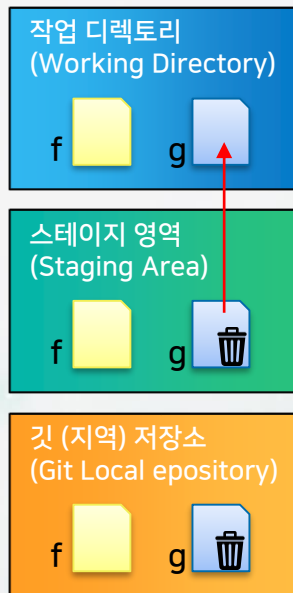 작업 디렉토리
(Working Directory)
f g
스테이지 영역
(Staging Area)
f g
깃 (지역) 저장소
(Git Local epository)
f g